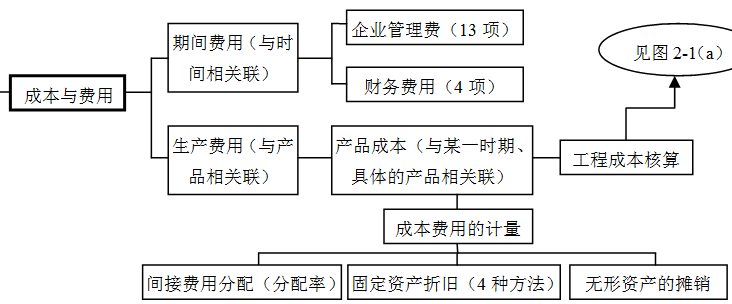 企业管理费（13 项）
见图 2-1（a）
期间费用（与时
间相关联）
财务费用（4 项）
成本与费用
生产费用（与产
品相关联）
产品成本（与某一时期、
具体的产品相关联）
工程成本核算
成本费用的计量
间接费用分配（分配率）
固定资产折旧（4 种方法）
无形资产的摊销